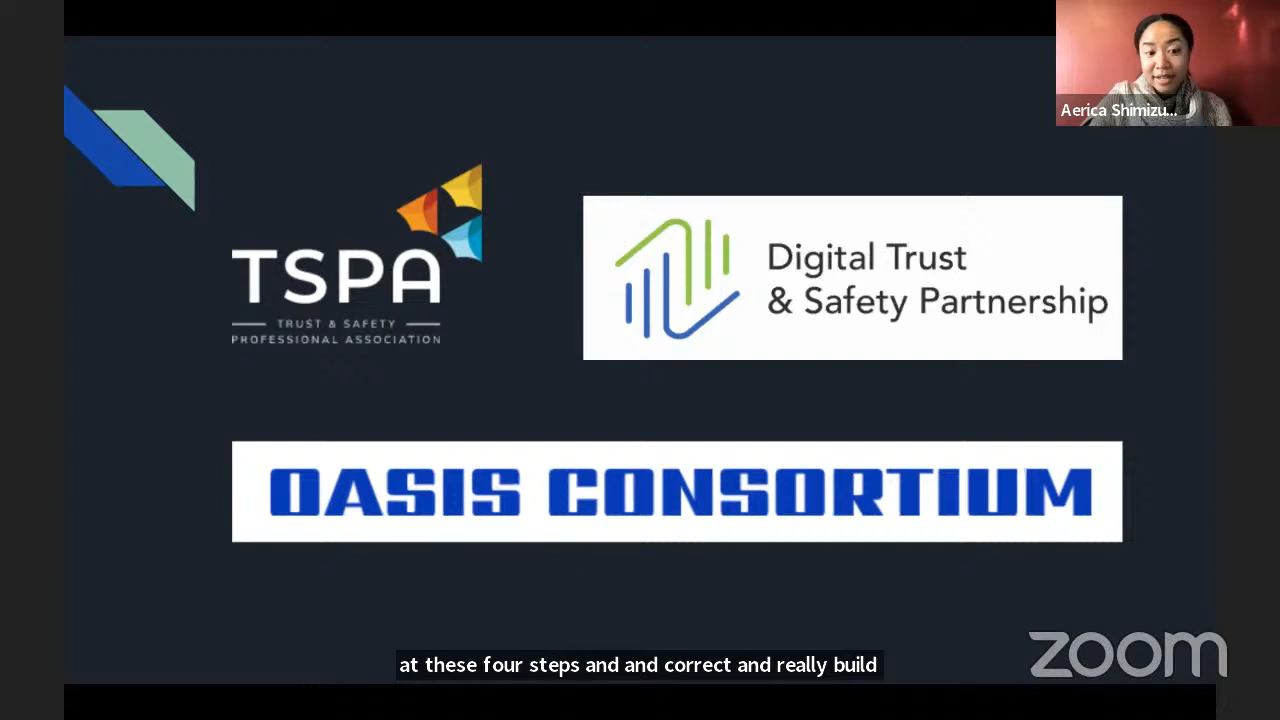 Aerica Shimizu...
TSPA
TRUST & SAFETY
PROFESSIONAL ASSOCIATION
Digital Trust
& Safety Partnership
OASIS CONSORTIUM
at these four steps and and correct and really build
zoom